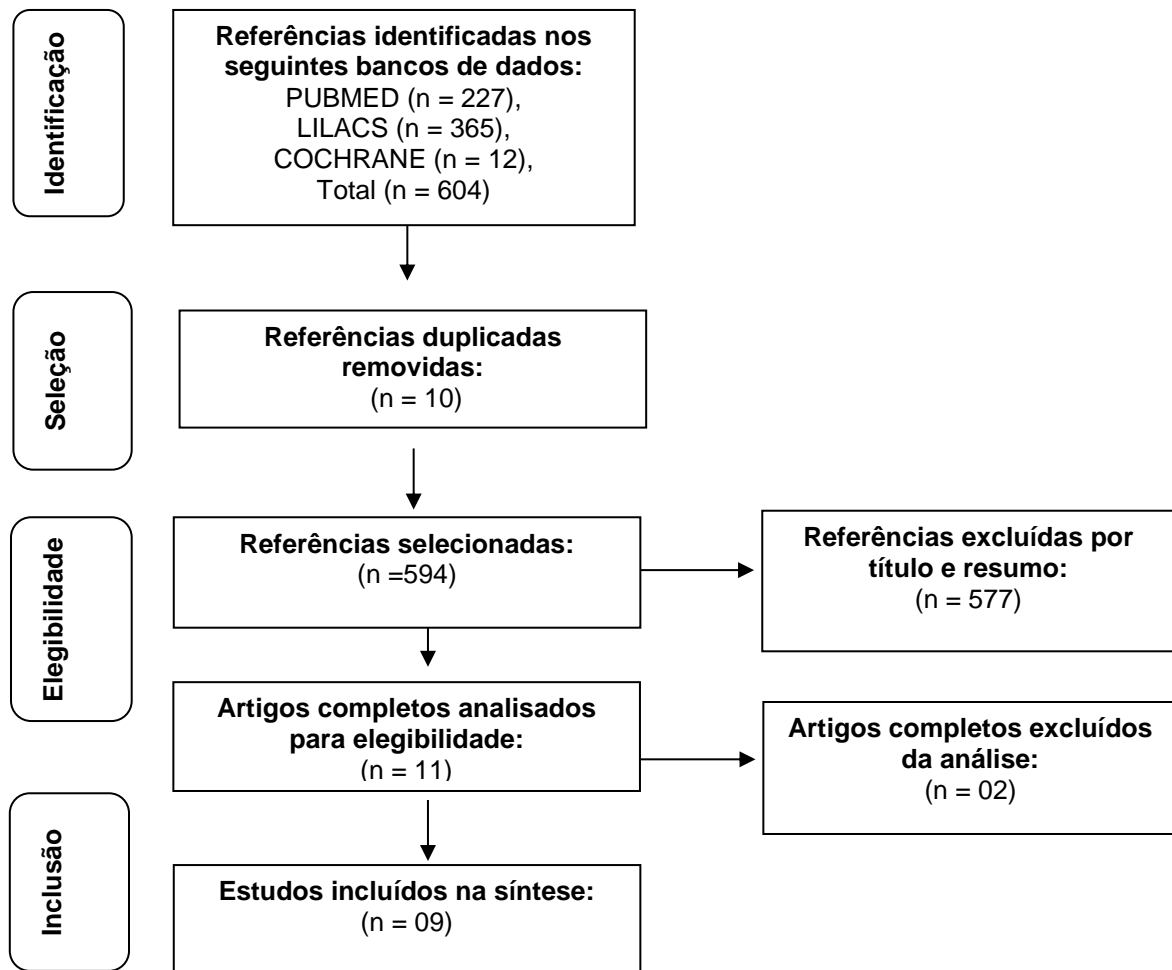 Identificação
Referências identificadas nos
seguintes bancos de dados:
PUBMED (n = 227),
LILACS (n = 365),
COCHRANE (n = 12),
Total (n = 604)
Seleção
Referências duplicadas
removidas:
(n = 10)
Elegibilidade
Referências selecionadas:
(n =594)
Referências excluídas por
título e resumo:
(n = 577)
Artigos completos analisados
para elegibilidade:
(n = 11)
Artigos completos excluídos
da análise:
(n = 02)
Inclusão
Estudos incluídos na síntese:
(n = 09)